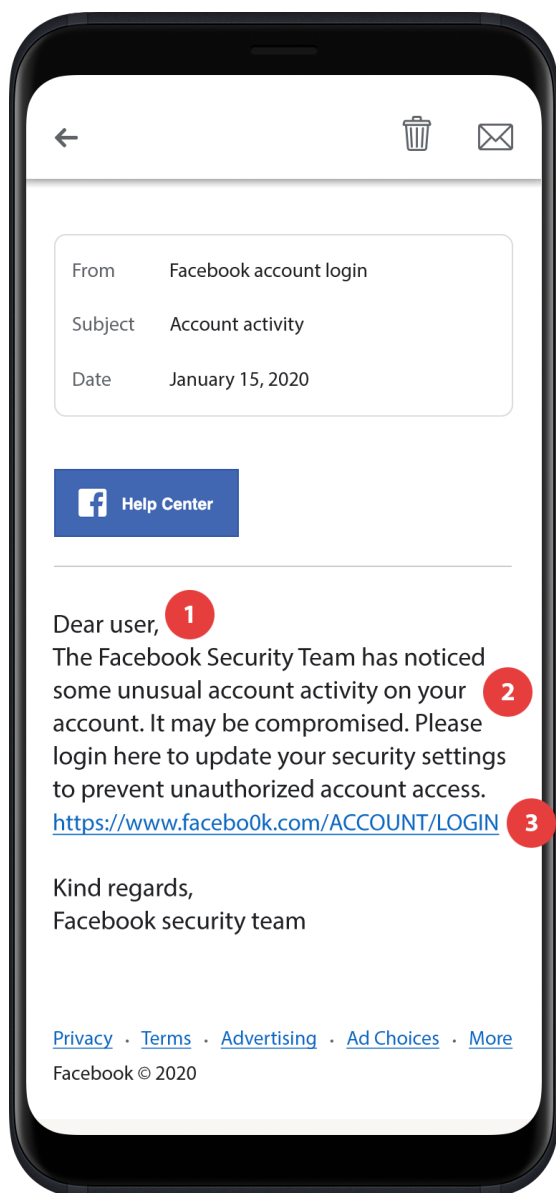 From Facebook account login
Subject Account activity
Date January 15, 2020
f Help Center
Dear user, 1
The Facebook Security Team has noticed
some unusual account activity on your 2
account. It may be compromised. Please
login here to update your security settings
to prevent unauthorized account access.
https://www.facebo0k.com/ACCOUNT/LOGIN 3
Kind regards,
Facebook security team
Privacy · Terms · Advertising · Ad Choices · More
Facebook © 2020